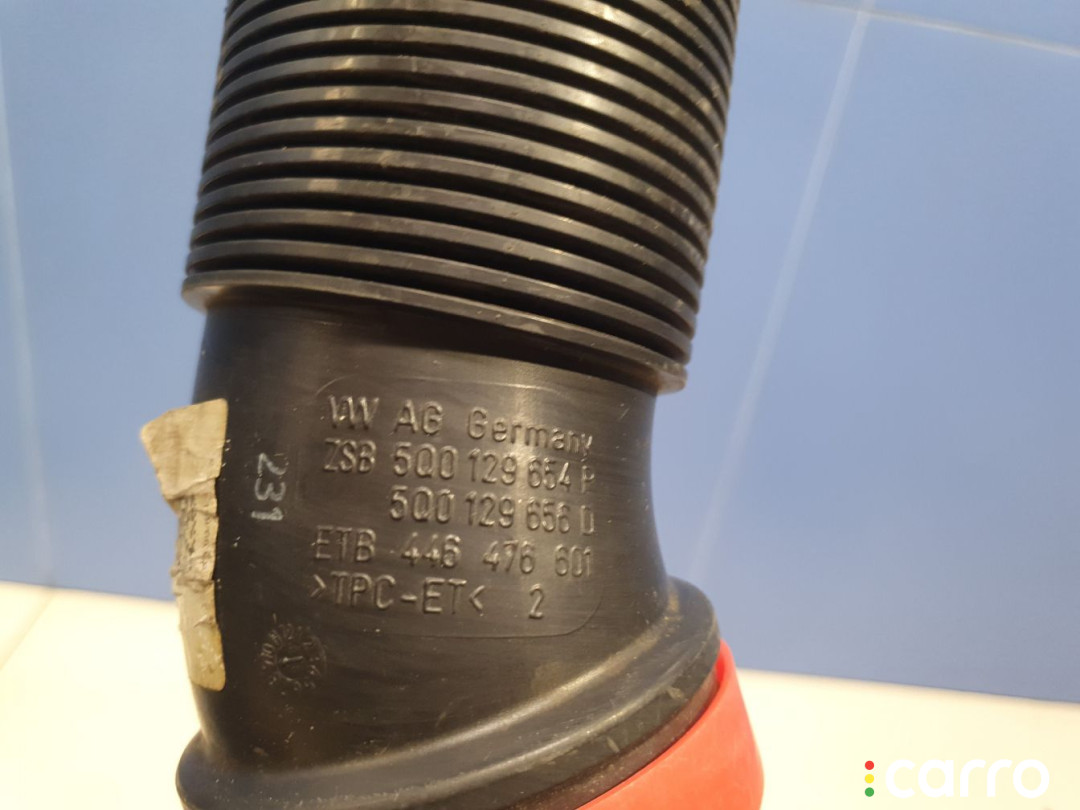 VW AG Germany
ZSB 5Q0 129 654 P
5Q0 129 656 D
ETB 446 476 601
>TPC-ET< 2
231
carro